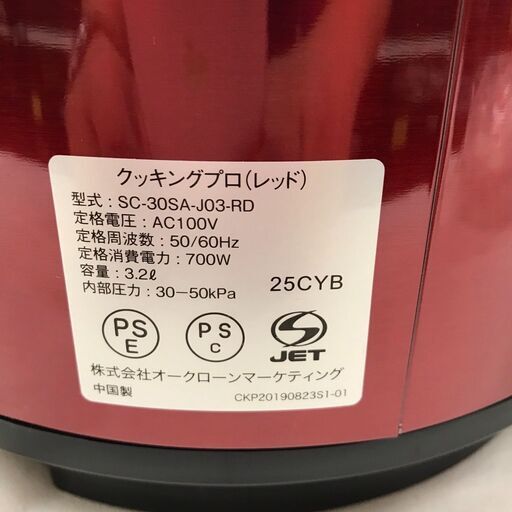 クッキングプロ(レッド)
型式：SC-30SA-J03-RD
定格電圧：AC100V
定格周波数：50/60Hz
定格消費電力：700W
容量：3.2ℓ
内部圧力：30−50kPa
25CYB
PS
E
PS
C
JET
株式会社オークローンマーケティング
中国製
CKP20190823S1-01